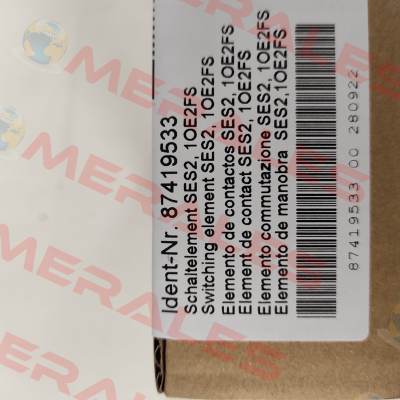 Ident-Nr. 87419533
Schaltelement SES2, 1OE2FS
Switching element SES2, 1OE2FS
Elemento de contactos SES2, 1OE2FS
Element de contact SES2, 1OE2FS
Elemento commutazione SES2, 1OE2FS
Elemento de manobra SES2,1OE2FS
87419533 00 280922
MERALES
MERALES
MERALES